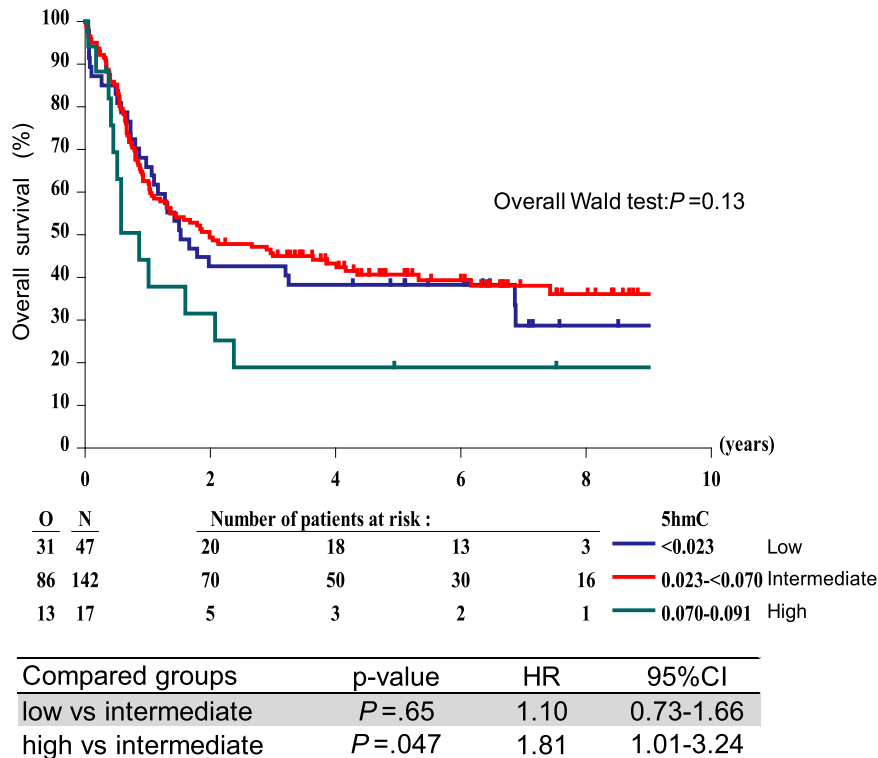 100
90
80
70
60
50
40
30
20
10
0
Overall survival (%)
Overall Wald test:P=0.13
(years)
0 2 4 6 8 10
O N Number of patients at risk : 5hmC
31 47 20 18 13 3 <0.023 Low
86 142 70 50 30 16 0.023-<0.070 Intermediate
13 17 5 3 2 1 0.070-0.091 High
Compared groups p-value HR 95%CI
low vs intermediate P=.65 1.10 0.73-1.66
high vs intermediate P=.047 1.81 1.01-3.24